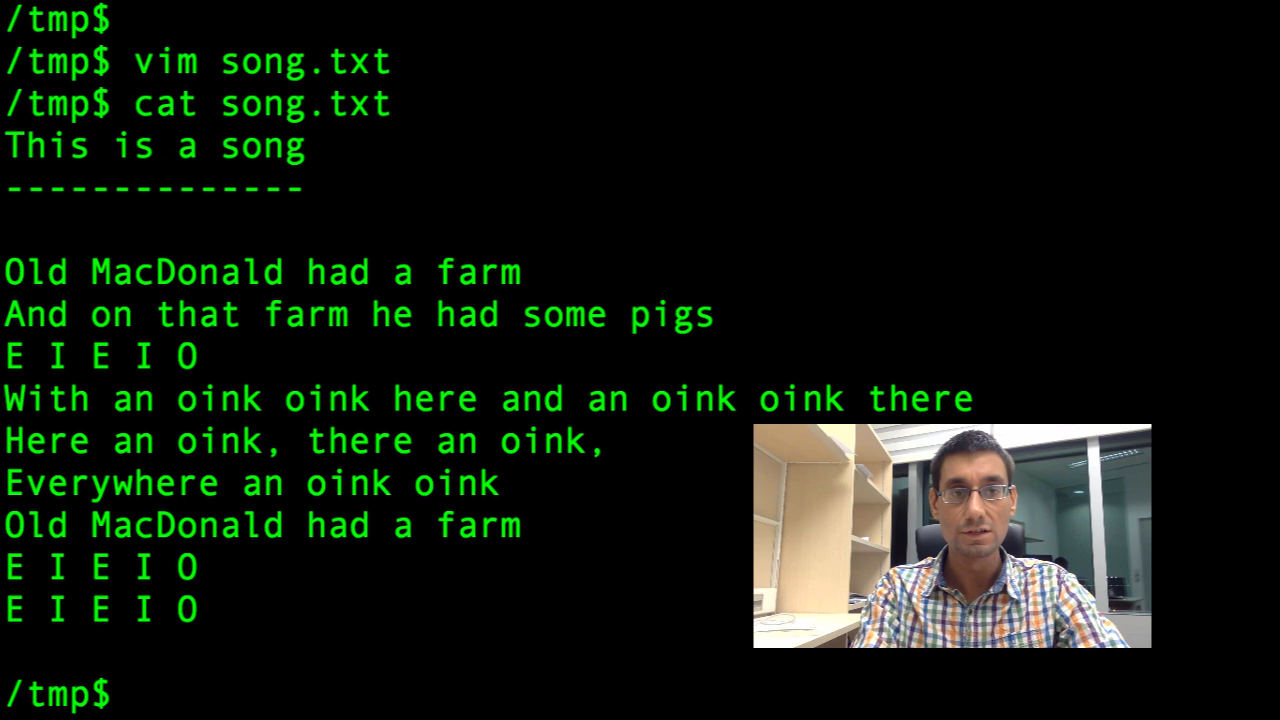 /tmp$
/tmp$ vim song.txt
/tmp$ cat song.txt
This is a song
--------------
Old MacDonald had a farm
And on that farm he had some pigs
E I E I O
With an oink oink here and an oink oink there
Here an oink, there an oink,
Everywhere an oink oink
Old MacDonald had a farm
E I E I O
E I E I O
/tmp$